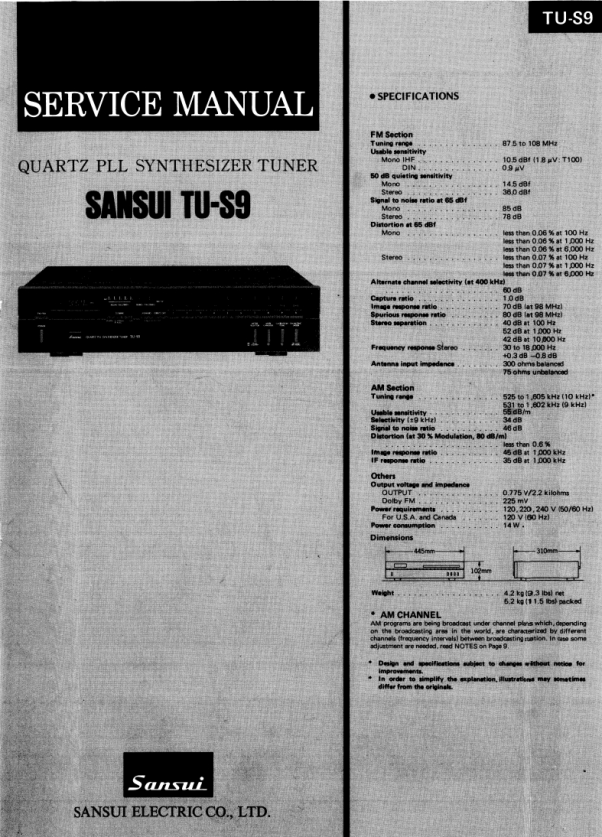 TU-S9
SERVICE MANUAL
QUARTZ PLL SYNTHESIZER TUNER
SANSUI TU-S9
Sansui
SANSUI ELECTRIC CO., LTD.
• SPECIFICATIONS
FM Section
Tuning range . . . . . . . . . . . . . . . 87.5 to 108 MHz
Usable sensitivity
Mono IHF . . . . . . . . . . . . . . . 10.5 dBf (1.8 μV: T100)
DIN . . . . . . . . . . . . . . . 0.9 μV
50 dB quieting sensitivity
Mono . . . . . . . . . . . . . . . 14.5 dBf
Stereo . . . . . . . . . . . . . . . 36.0 dBf
Signal to noise ratio at 65 dBf
Mono . . . . . . . . . . . . . . . 85 dB
Stereo . . . . . . . . . . . . . . . 78 dB
Distortion at 65 dBf
Mono . . . . . . . . . . . . . . . less than 0.06 % at 100 Hz
less than 0.06 % at 1,000 Hz
less than 0.06 % at 6,000 Hz
Stereo . . . . . . . . . . . . . . . less than 0.07 % at 100 Hz
less than 0.07 % at 1,000 Hz
less than 0.07 % at 6,000 Hz
Alternate channel selectivity (at 400 kHz)
. . . . . . . . . . . . . . . 60 dB
Capture ratio . . . . . . . . . . . . . . . 1.0 dB
Image response ratio . . . . . . . . . . . . 70 dB (at 98 MHz)
Spurious response ratio . . . . . . . . . . 80 dB (at 98 MHz)
Stereo separation . . . . . . . . . . . . . 40 dB at 100 Hz
52 dB at 1,000 Hz
42 dB at 10,000 Hz
Frequency response Stereo . . . . . . . . 30 to 18,000 Hz
+0.3 dB −0.8 dB
Antenna input impedance . . . . . . . . . 300 ohms balanced
75 ohms unbalanced
AM Section
Tuning range . . . . . . . . . . . . . . . 525 to 1,605 kHz (10 kHz)*
531 to 1,602 kHz (9 kHz)
Usable sensitivity . . . . . . . . . . . . . 55 dB/m
Selectivity (±9 kHz) . . . . . . . . . . . . 34 dB
Signal to noise ratio . . . . . . . . . . . 46 dB
Distortion (at 30 % Modulation, 80 dB/m)
. . . . . . . . . . . . . . . less than 0.6 %
Image response ratio . . . . . . . . . . . . 45 dB at 1,000 kHz
IF response ratio . . . . . . . . . . . . . 35 dB at 1,000 kHz
Others
Output voltage and impedance
OUTPUT . . . . . . . . . . . . . . . 0.775 V/2.2 kilohms
Dolby FM . . . . . . . . . . . . . . . 225 mV
Power requirements . . . . . . . . . . . . 120, 220, 240 V (50/60 Hz)
For U.S.A. and Canada . . . . . . . 120 V (60 Hz)
Power consumption . . . . . . . . . . . . 14 W
Dimensions
445mm 310mm
102mm
Weight . . . . . . . . . . . . . . . 4.2 kg (9.3 lbs) net
5.2 kg (11.5 lbs) packed
* AM CHANNEL
AM programs are being broadcast under channel plans which, depending
on the broadcasting area in the world, are characterized by different
channels (frequency intervals) between broadcasting station. In case some
adjustment are needed, read NOTES on Page 9.
* Design and specifications subject to changes without notice for
improvements.
* In order to simplify the explanation, illustrations may sometimes
differ from the originals.